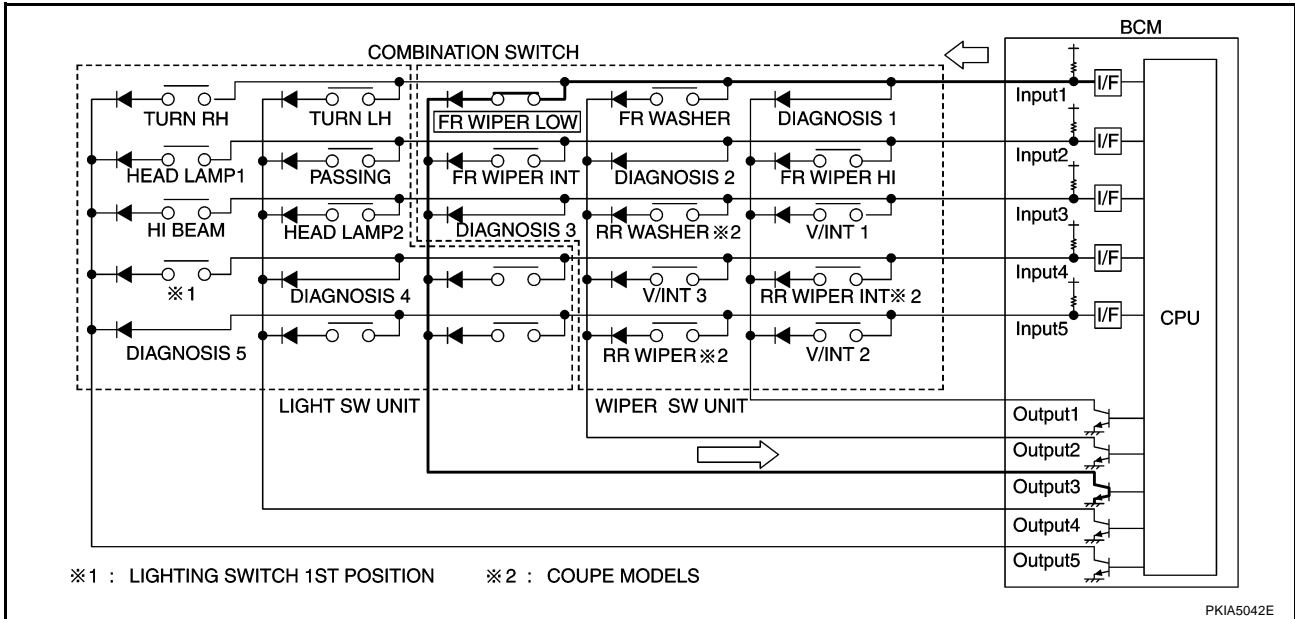 BCM
COMBINATION SWITCH
Input1 I/F
TURN RH TURN LH FR WIPER LOW FR WASHER DIAGNOSIS 1
Input2 I/F
HEAD LAMP1 PASSING FR WIPER INT DIAGNOSIS 2 FR WIPER HI
Input3 I/F
HI BEAM HEAD LAMP2 DIAGNOSIS 3 RR WASHER ※2 V/INT 1
Input4 I/F
※1 DIAGNOSIS 4 V/INT 3 RR WIPER INT※ 2
Input5 I/F CPU
DIAGNOSIS 5 RR WIPER ※2 V/INT 2
LIGHT SW UNIT WIPER SW UNIT
Output1
Output2
Output3
Output4
Output5
※1 : LIGHTING SWITCH 1ST POSITION ※2 : COUPE MODELS
PKIA5042E